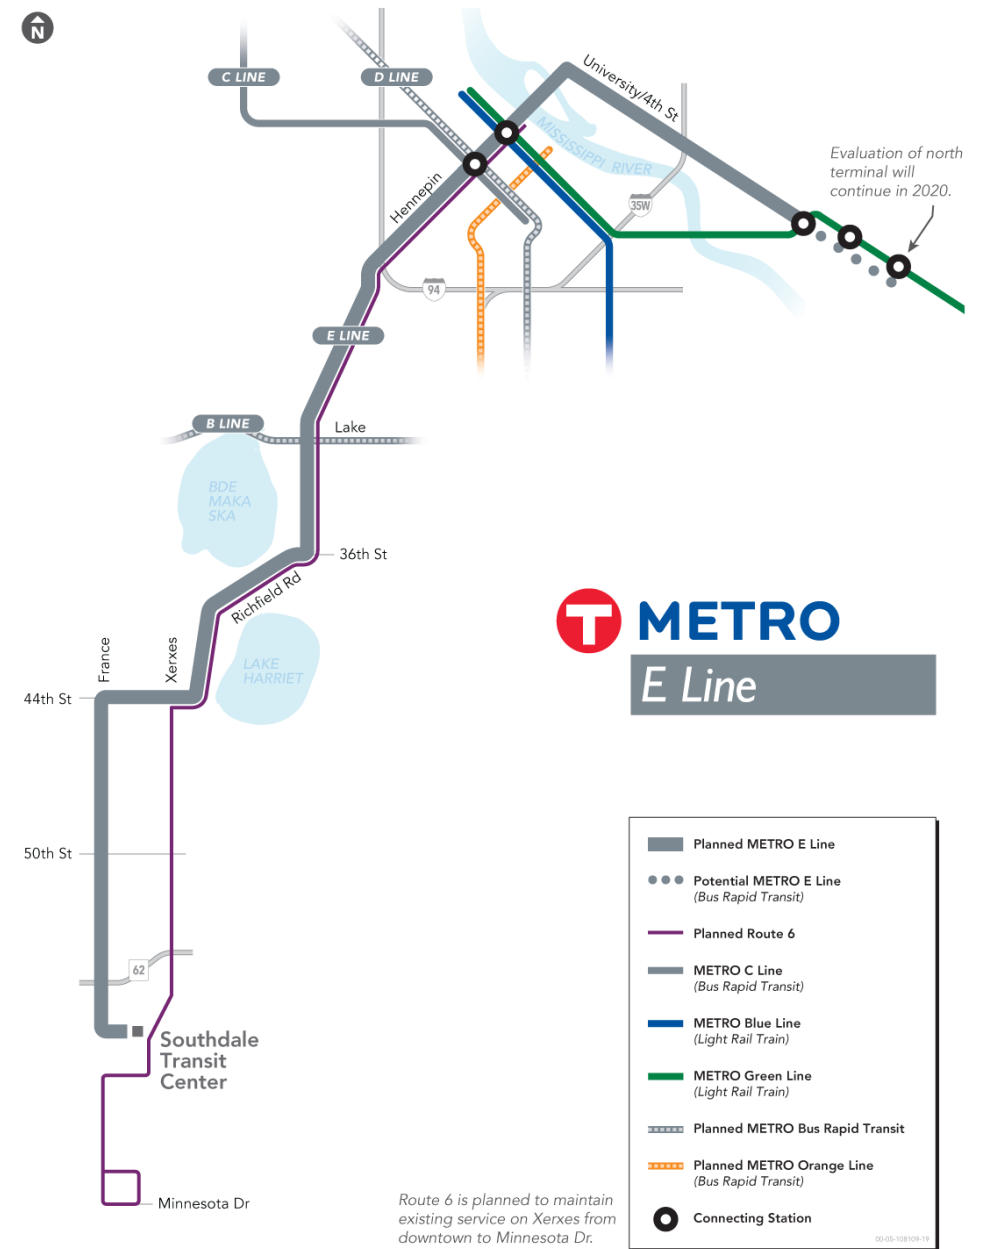 N
C LINE
D LINE
University/4th St
MISSISSIPPI RIVER
Evaluation of north
terminal will
continue in 2020.
Hennepin
35W
94
E LINE
B LINE
Lake
BDE
MAKA
SKA
36th St
Richfield Rd
LAKE
HARRIET
France
Xerxes
44th St
50th St
62
Southdale
Transit
Center
Minnesota Dr
T METRO
E Line
Planned METRO E Line
Potential METRO E Line
(Bus Rapid Transit)
Planned Route 6
METRO C Line
(Bus Rapid Transit)
METRO Blue Line
(Light Rail Train)
METRO Green Line
(Light Rail Train)
Planned METRO Bus Rapid Transit
Planned METRO Orange Line
(Bus Rapid Transit)
Connecting Station
00-05-108109-19
Route 6 is planned to maintain
existing service on Xerxes from
downtown to Minnesota Dr.